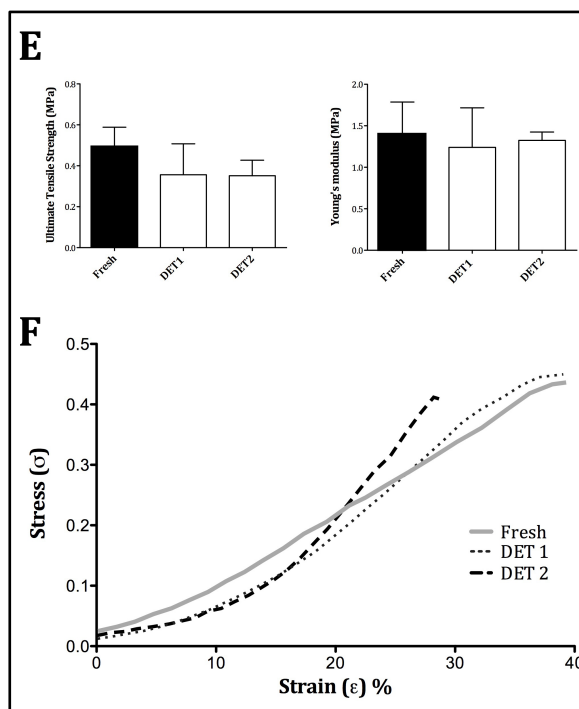 E
Ultimate Tensile Strength (MPa)
0.8
0.6
0.4
0.2
0.0
Fresh
DET1
DET2
Young's modulus (MPa)
2.0
1.5
1.0
0.5
0.0
Fresh
DET1
DET2
F
Stress (σ)
0.5
0.4
0.3
0.2
0.1
0.0
0
10
20
30
40
Strain (ε) %
Fresh
DET 1
DET 2